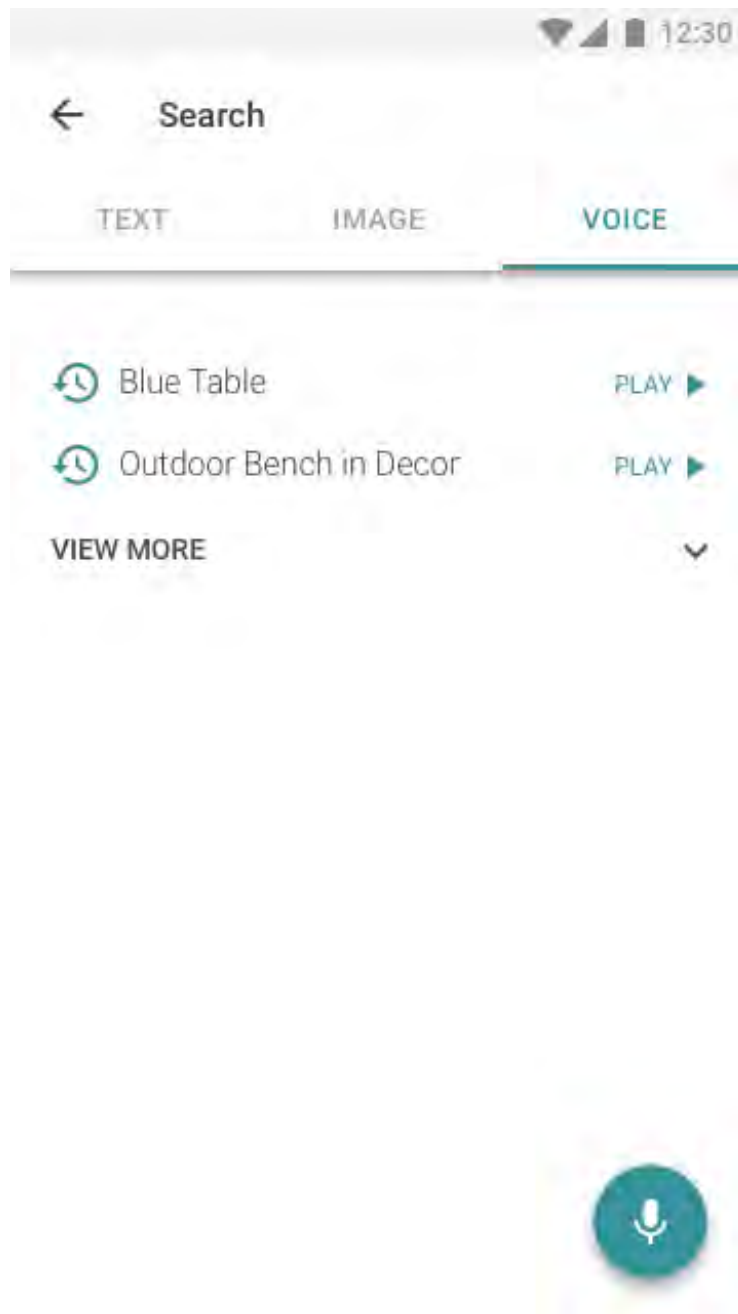 12:30
Search
TEXT IMAGE VOICE
Blue Table PLAY
Outdoor Bench in Decor PLAY
VIEW MORE